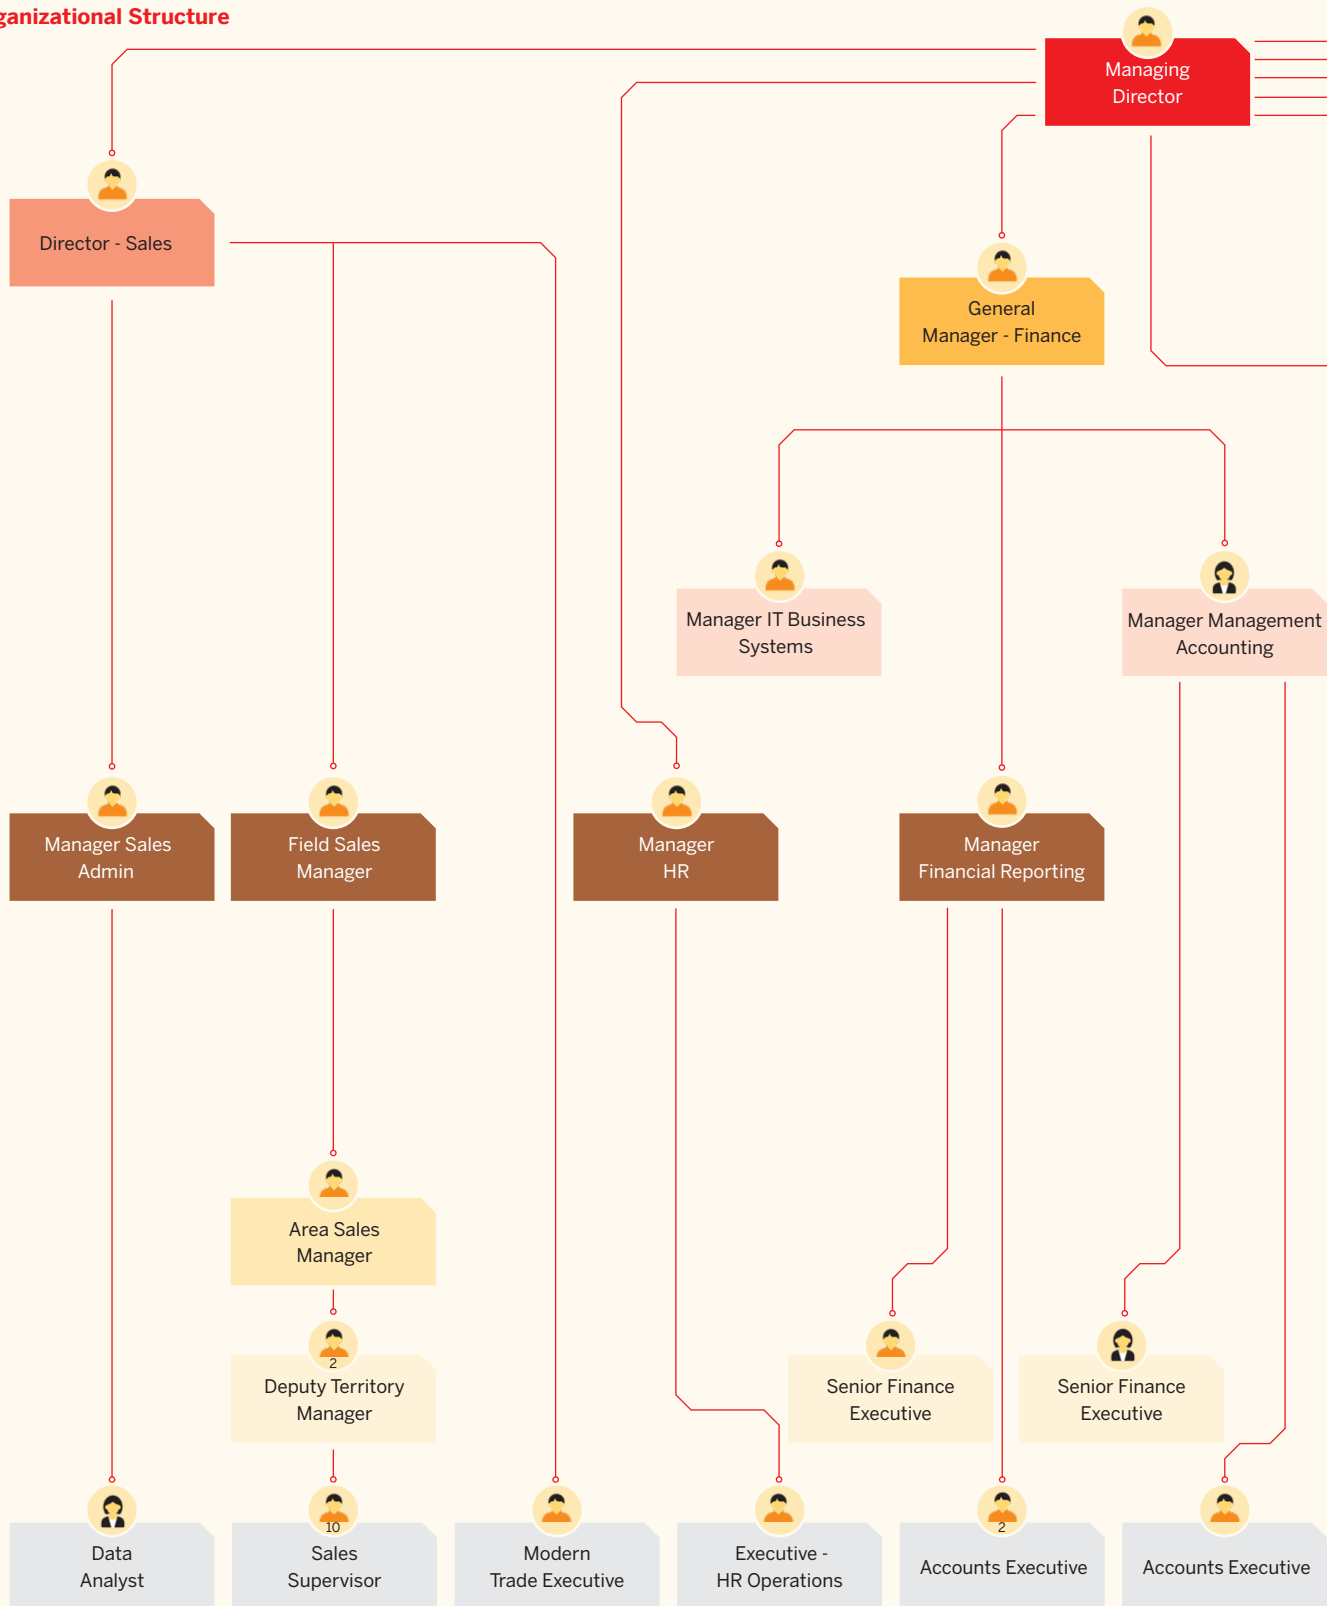 ganizational Structure
Managing
Director
Director - Sales
General
Manager - Finance
Manager IT Business
Systems
Manager Management
Accounting
Manager Sales
Admin
Field Sales
Manager
Manager
HR
Manager
Financial Reporting
Area Sales
Manager
2
Deputy Territory
Manager
Senior Finance
Executive
Senior Finance
Executive
Data
Analyst
10
Sales
Supervisor
Modern
Trade Executive
Executive -
HR Operations
2
Accounts Executive
Accounts Executive